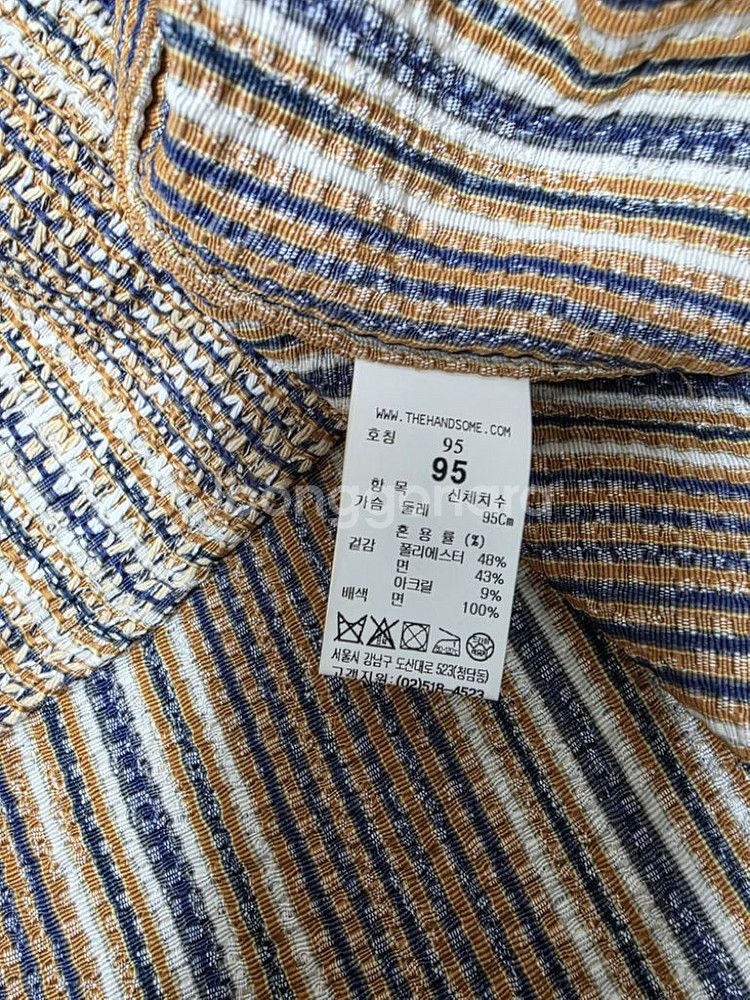 WWW.THEHANDSOME.COM
호칭 95
95
항 목 신체치수
가슴 둘레 95Cm
혼 용 률 (%)
겉감 폴리에스터 48%
면 43%
아크릴 9%
배색 면 100%
서울시 강남구 도산대로 523(청담동)
고객지원: (02)518-4523